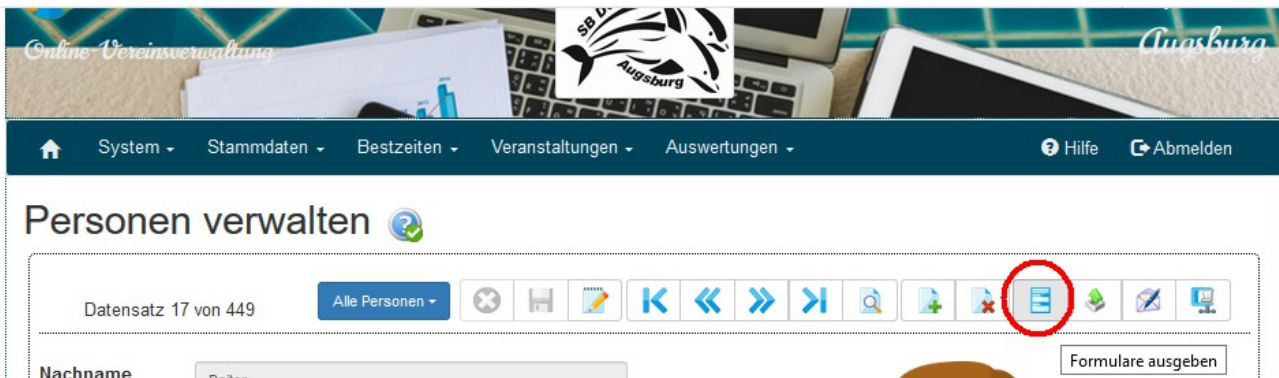 Online-Vereinsverwaltung
Augsburg
Augsburg
System
Stammdaten
Bestzeiten
Veranstaltungen
Auswertungen
Hilfe
Abmelden
Personen verwalten
Datensatz 17 von 449
Alle Personen
Formulare ausgeben
Nachname